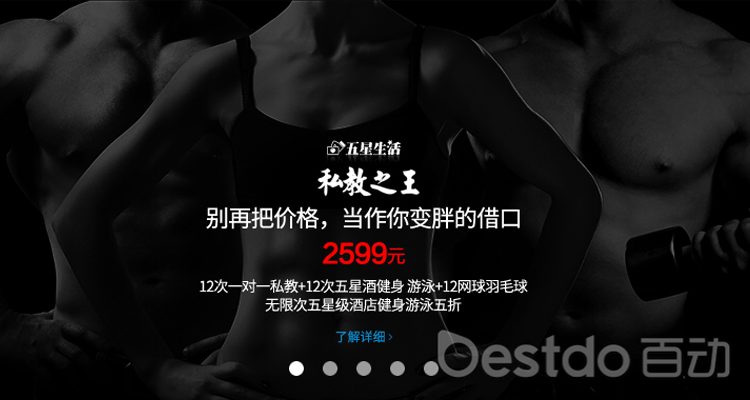 五星生活
私教之王
别再把价格，当作你变胖的借口
2599元
12次一对一私教+12次五星酒健身 游泳+12网球羽毛球
无限次五星级酒店健身游泳五折
了解详细 >
bestdo 百动